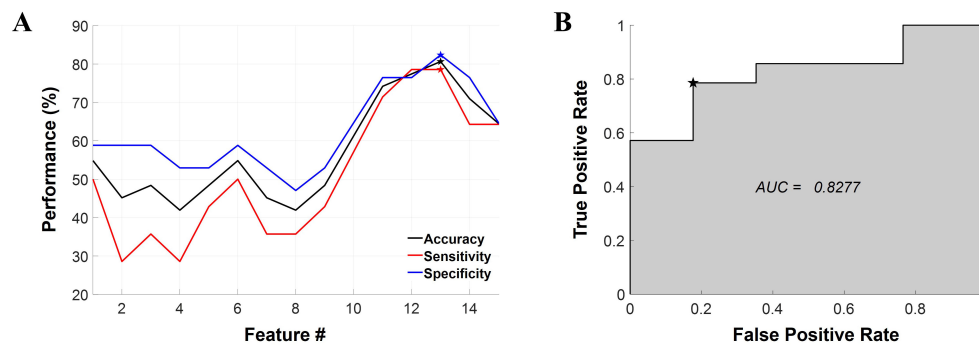 A
Performance (%)
90
80
70
60
50
40
30
20
2 4 6 8 10 12 14
Feature #
Accuracy
Sensitivity
Specificity
B
True Positive Rate
1
0.8
0.6
0.4
0.2
0
0 0.2 0.4 0.6 0.8
False Positive Rate
AUC = 0.8277